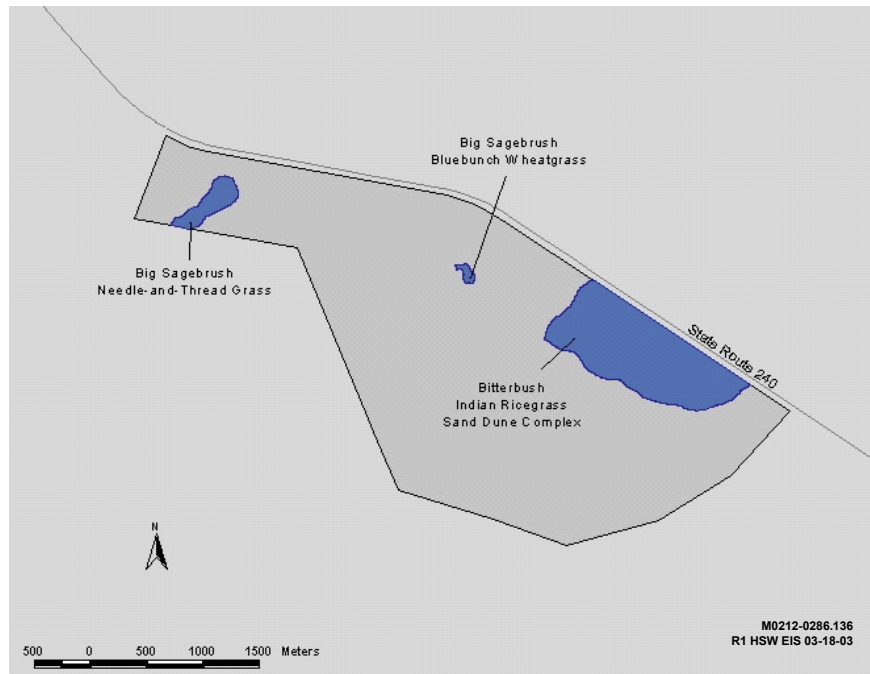 Big Sagebrush
Bluebunch Wheatgrass
Big Sagebrush
Needle-and-Thread Grass
State Route 240
Bitterbush
Indian Ricegrass
Sand Dune Complex
N
M0212-0286.136
R1 HSW EIS 03-18-03
500 0 500 1000 1500 Meters